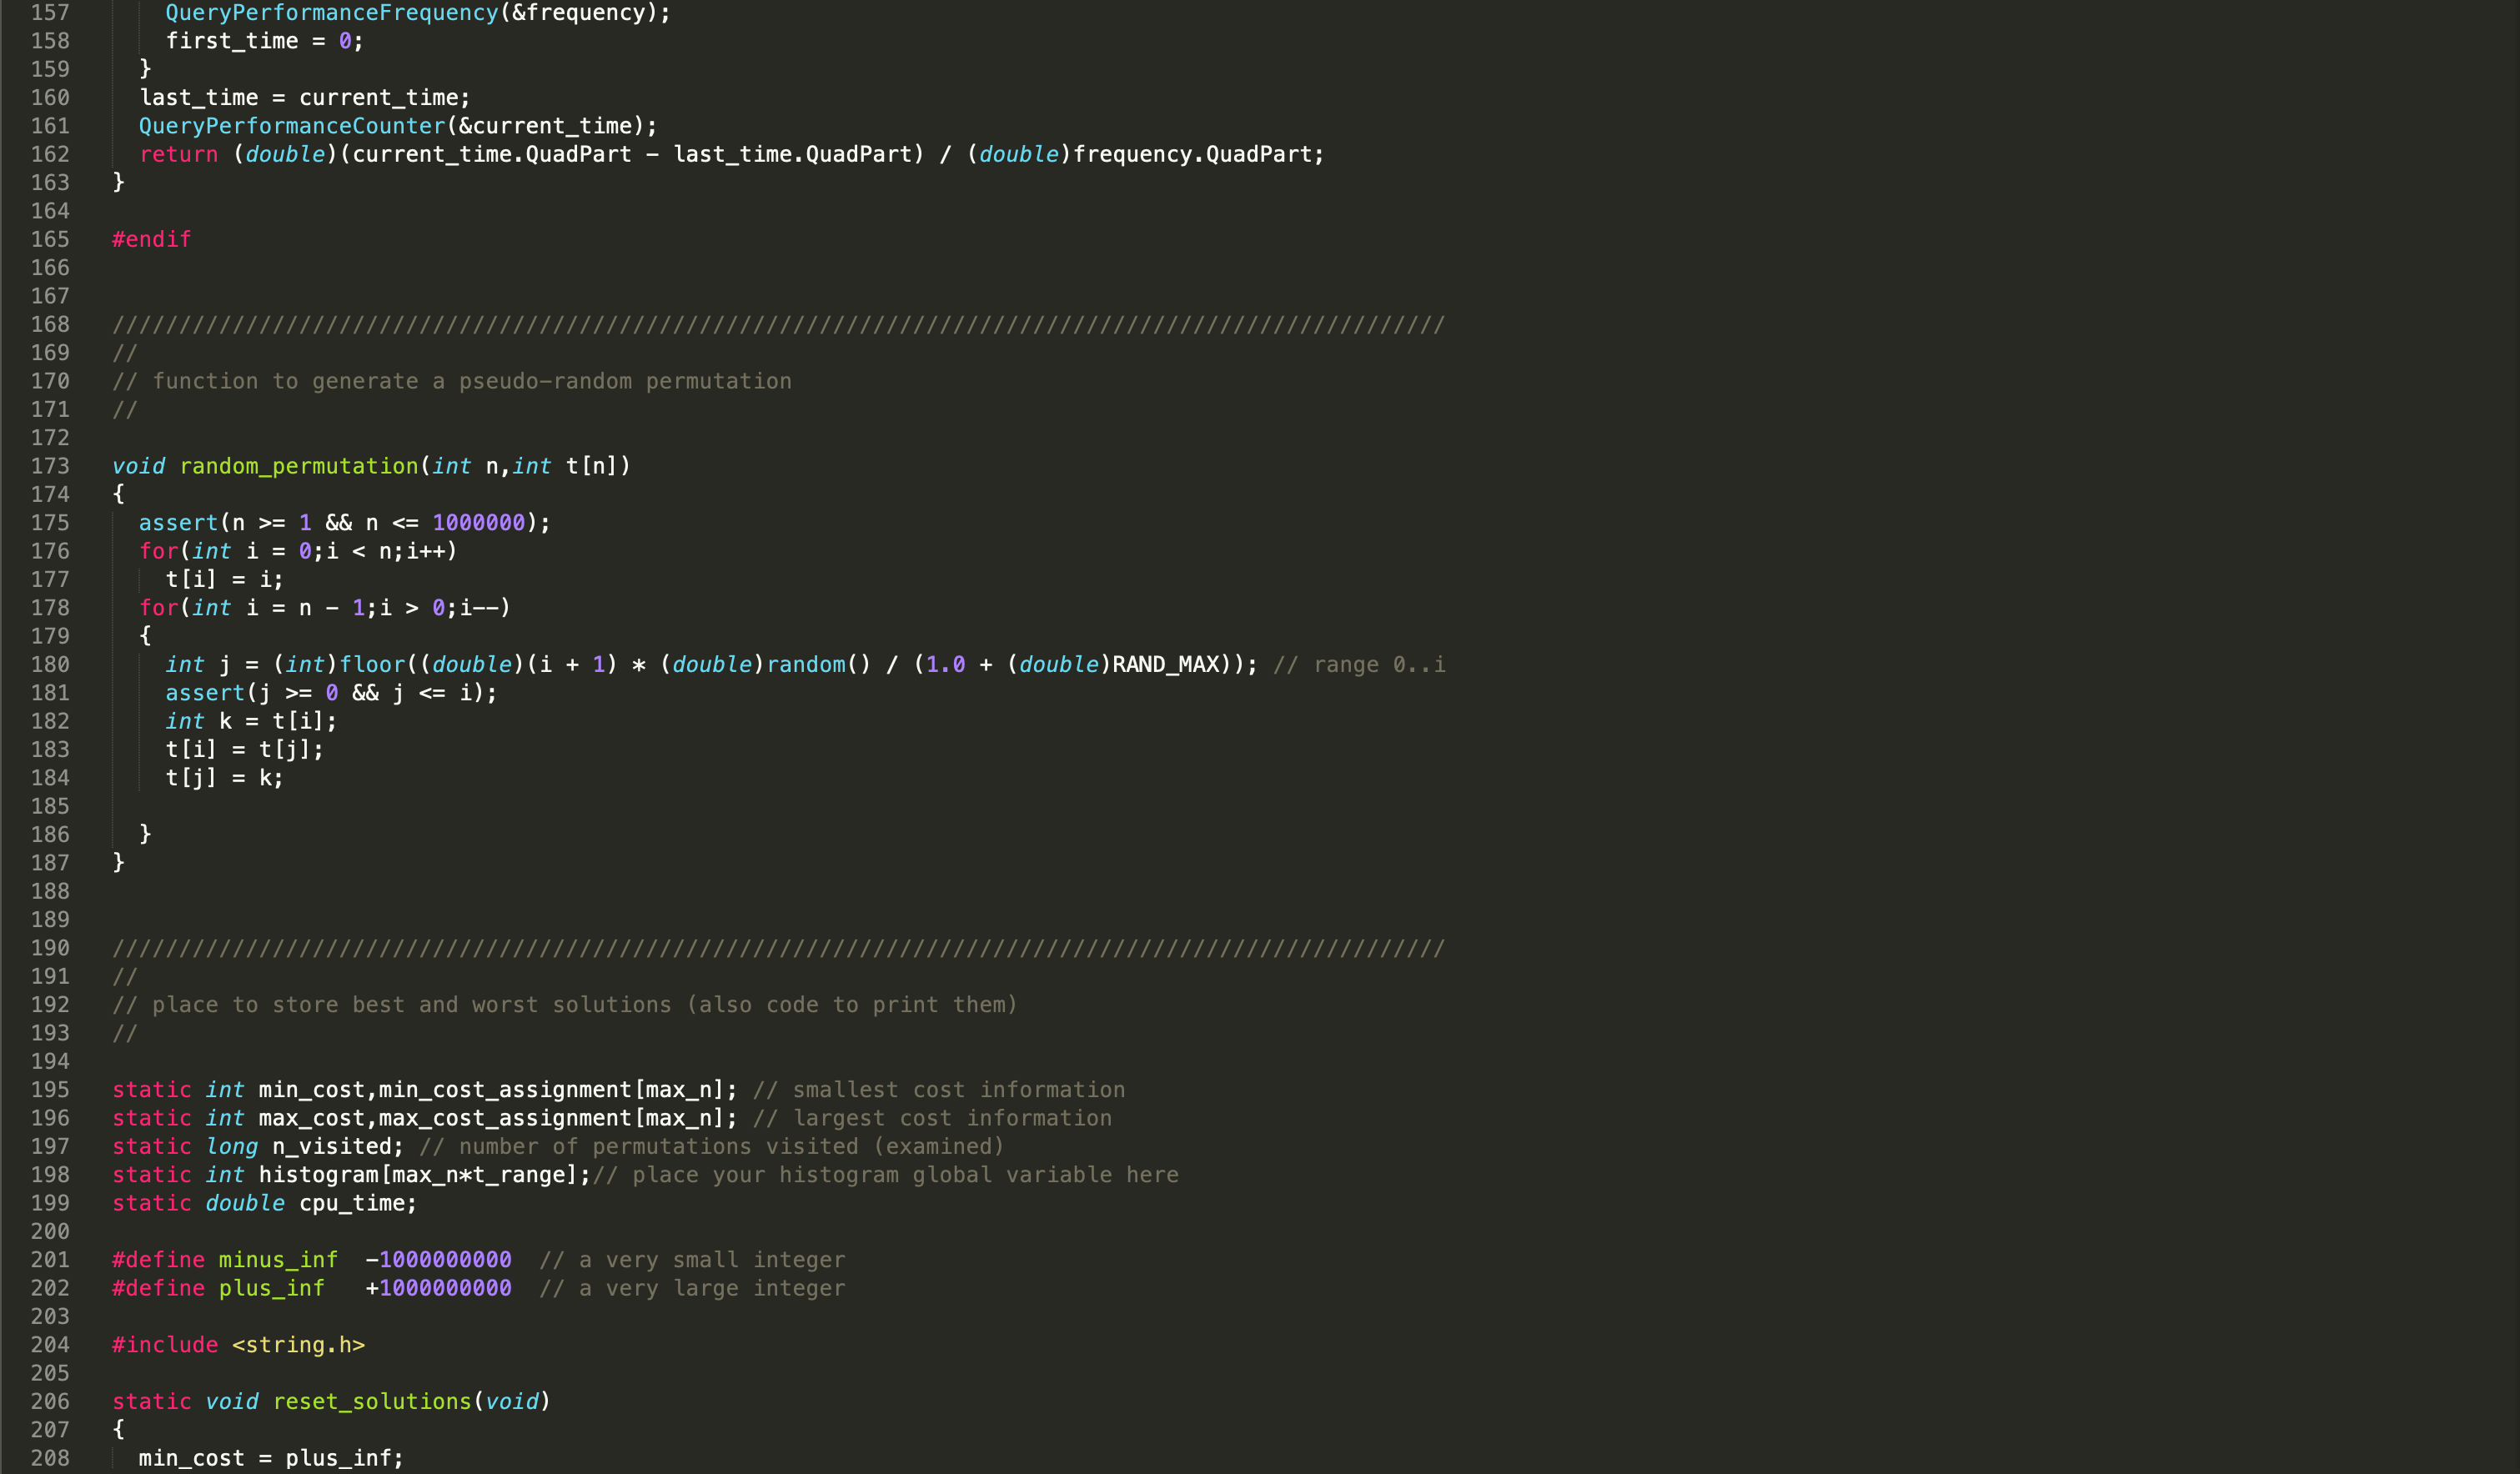 157 QueryPerformanceFrequency(&frequency);
158 first_time = 0;
159 }
160 last_time = current_time;
161 QueryPerformanceCounter(&current_time);
162 return (double)(current_time.QuadPart - last_time.QuadPart) / (double)frequency.QuadPart;
163 }
164
165 #endif
166
167
168 ////////////////////////////////////////////////////////////////////////////////////////////////////
169 //
170 // function to generate a pseudo-random permutation
171 //
172
173 void random_permutation(int n,int t[n])
174 {
175 assert(n >= 1 && n <= 1000000);
176 for(int i = 0;i < n;i++)
177 t[i] = i;
178 for(int i = n - 1;i > 0;i--)
179 {
180 int j = (int)floor((double)(i + 1) * (double)random() / (1.0 + (double)RAND_MAX)); // range 0..i
181 assert(j >= 0 && j <= i);
182 int k = t[i];
183 t[i] = t[j];
184 t[j] = k;
185
186 }
187 }
188
189
190 ////////////////////////////////////////////////////////////////////////////////////////////////////
191 //
192 // place to store best and worst solutions (also code to print them)
193 //
194
195 static int min_cost,min_cost_assignment[max_n]; // smallest cost information
196 static int max_cost,max_cost_assignment[max_n]; // largest cost information
197 static long n_visited; // number of permutations visited (examined)
198 static int histogram[max_n*t_range];// place your histogram global variable here
199 static double cpu_time;
200
201 #define minus_inf -1000000000 // a very small integer
202 #define plus_inf +1000000000 // a very large integer
203
204 #include <string.h>
205
206 static void reset_solutions(void)
207 {
208 min_cost = plus_inf;